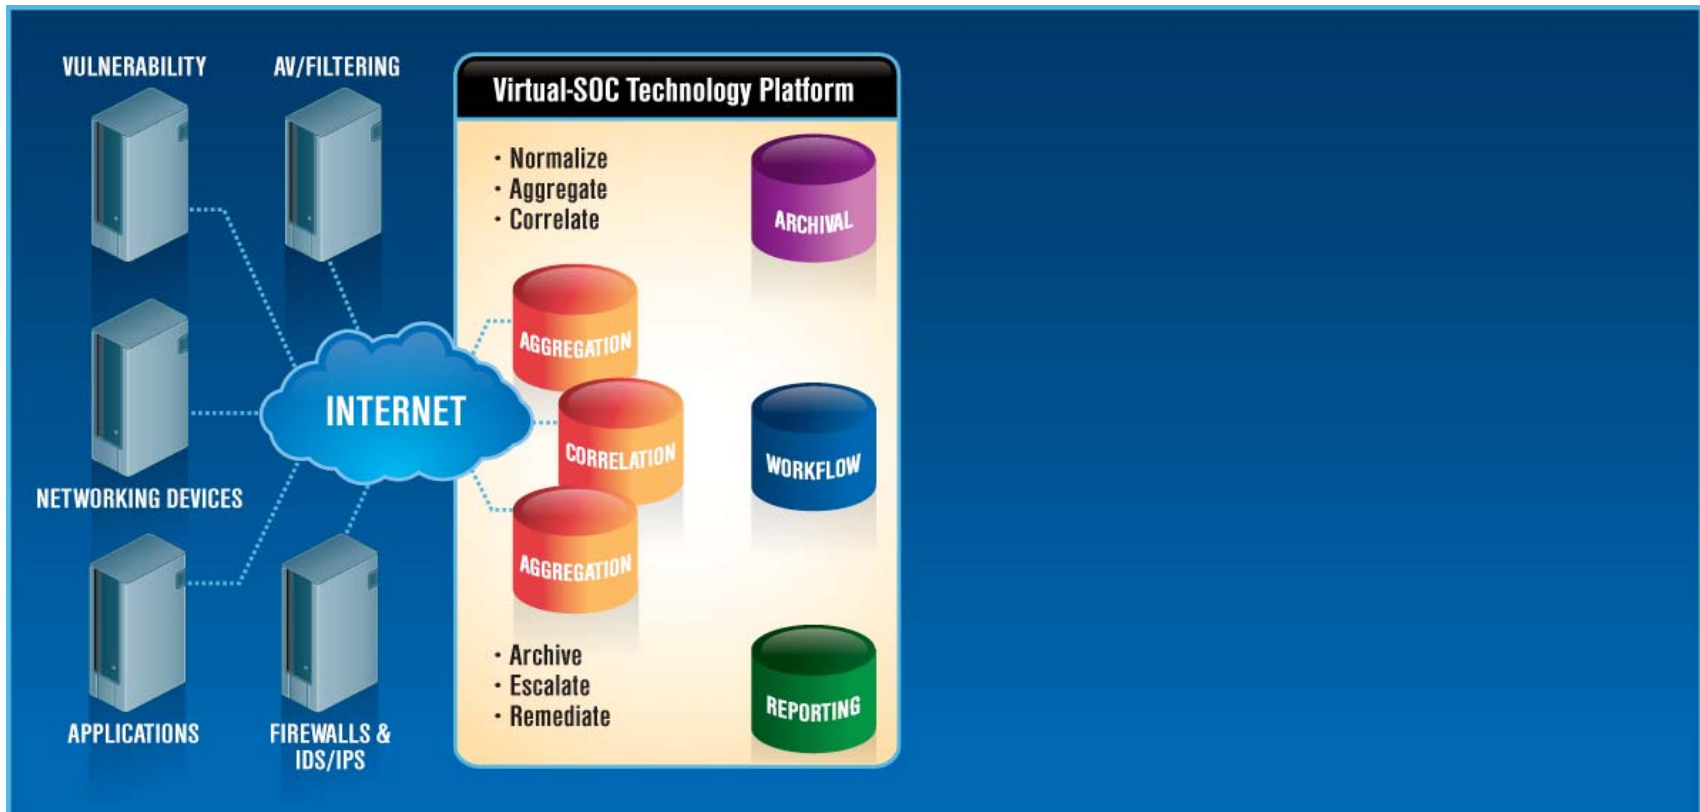 VULNERABILITY
AV/FILTERING
NETWORKING DEVICES
APPLICATIONS
FIREWALLS &
IDS/IPS
INTERNET
Virtual-SOC Technology Platform
· Normalize
· Aggregate
· Correlate
AGGREGATION
CORRELATION
AGGREGATION
· Archive
· Escalate
· Remediate
ARCHIVAL
WORKFLOW
REPORTING